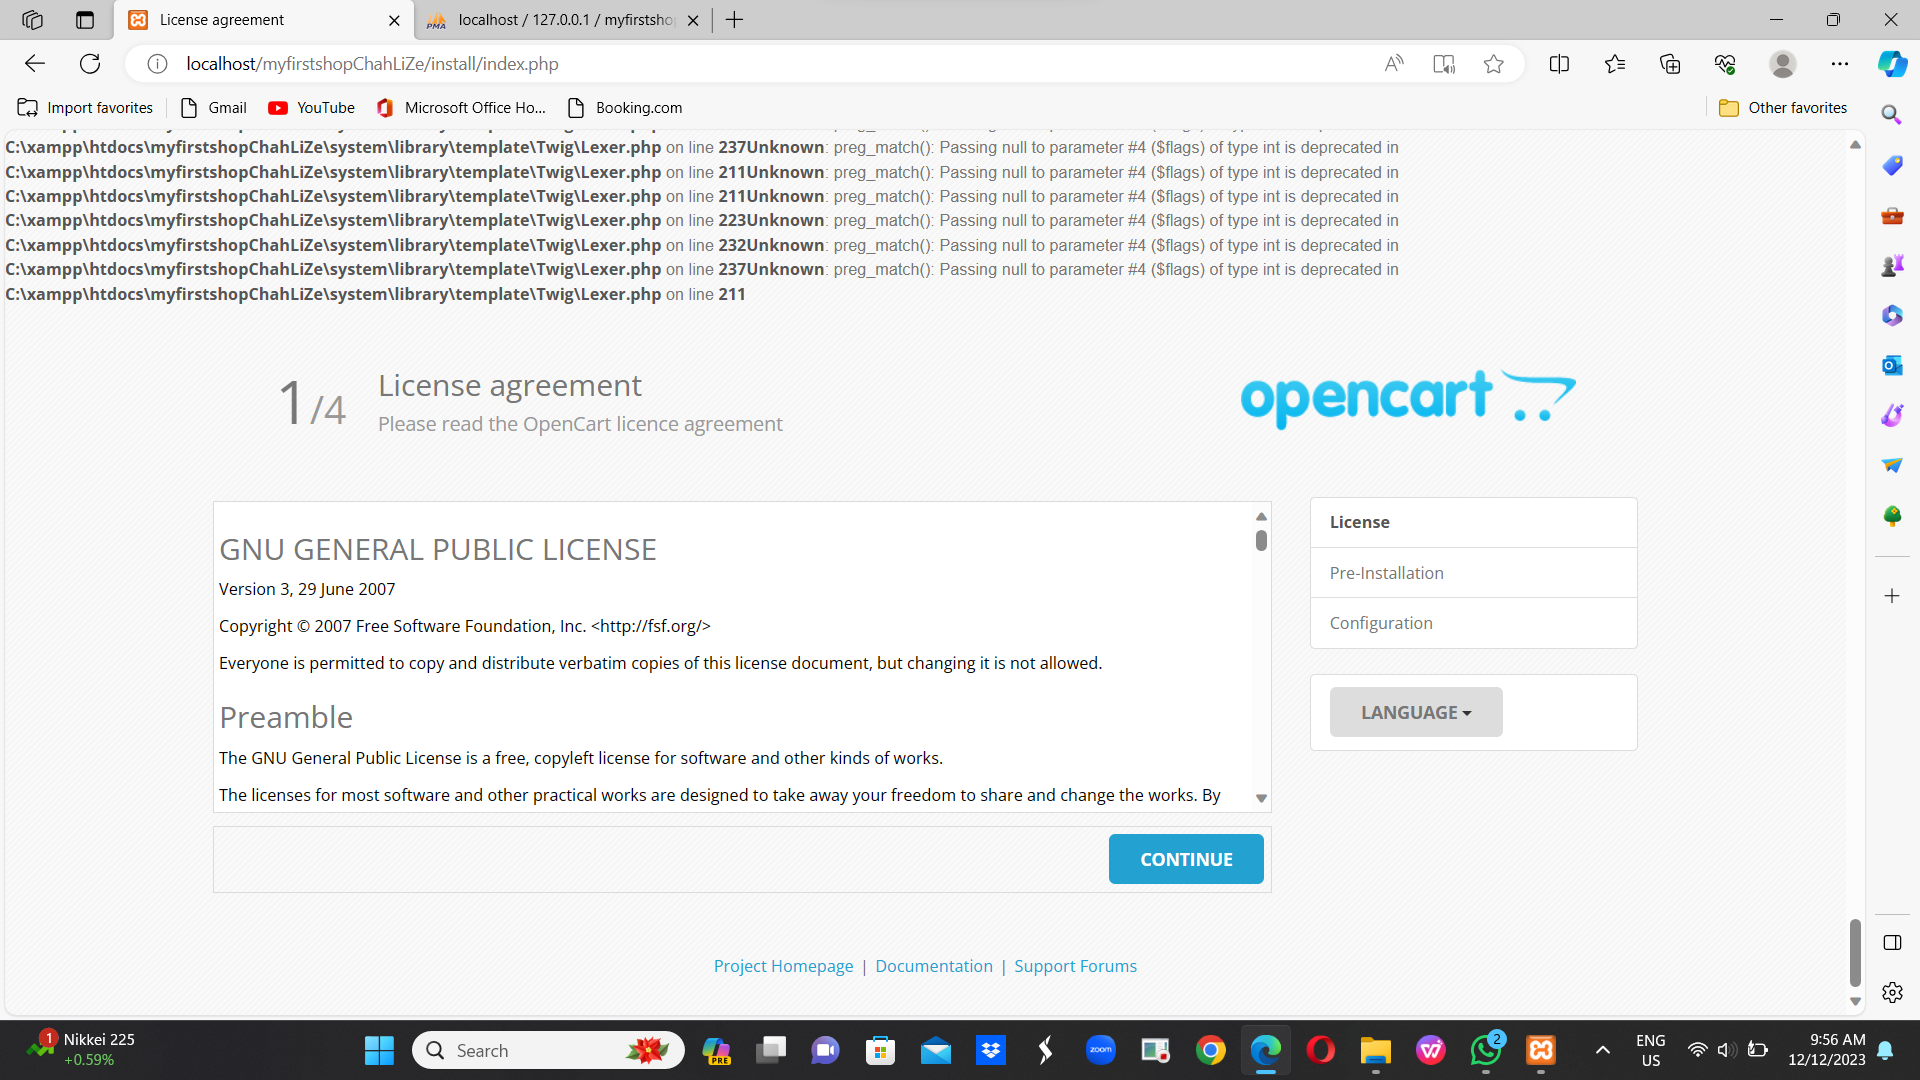 License agreement
localhost / 127.0.0.1 / myfirstsho
localhost/myfirstshopChahLiZe/install/index.php
Import favorites
Gmail
YouTube
Microsoft Office Ho...
Booking.com
Other favorites
C:\xampp\htdocs\myfirstshopChahLiZe\system\library\template\Twig\Lexer.php on line 237Unknown: preg_match(): Passing null to parameter #4 ($flags) of type int is deprecated in
C:\xampp\htdocs\myfirstshopChahLiZe\system\library\template\Twig\Lexer.php on line 211Unknown: preg_match(): Passing null to parameter #4 ($flags) of type int is deprecated in
C:\xampp\htdocs\myfirstshopChahLiZe\system\library\template\Twig\Lexer.php on line 211Unknown: preg_match(): Passing null to parameter #4 ($flags) of type int is deprecated in
C:\xampp\htdocs\myfirstshopChahLiZe\system\library\template\Twig\Lexer.php on line 223Unknown: preg_match(): Passing null to parameter #4 ($flags) of type int is deprecated in
C:\xampp\htdocs\myfirstshopChahLiZe\system\library\template\Twig\Lexer.php on line 232Unknown: preg_match(): Passing null to parameter #4 ($flags) of type int is deprecated in
C:\xampp\htdocs\myfirstshopChahLiZe\system\library\template\Twig\Lexer.php on line 237Unknown: preg_match(): Passing null to parameter #4 ($flags) of type int is deprecated in
C:\xampp\htdocs\myfirstshopChahLiZe\system\library\template\Twig\Lexer.php on line 211
1/4
License agreement
Please read the OpenCart licence agreement
opencart
GNU GENERAL PUBLIC LICENSE
Version 3, 29 June 2007
Copyright © 2007 Free Software Foundation, Inc. <http://fsf.org/>
Everyone is permitted to copy and distribute verbatim copies of this license document, but changing it is not allowed.
Preamble
The GNU General Public License is a free, copyleft license for software and other kinds of works.
The licenses for most software and other practical works are designed to take away your freedom to share and change the works. By
License
Pre-Installation
Configuration
LANGUAGE
CONTINUE
Project Homepage | Documentation | Support Forums
1
Nikkei 225
+0.59%
Search
PRE
zoom
2
ENG
US
9:56 AM
12/12/2023